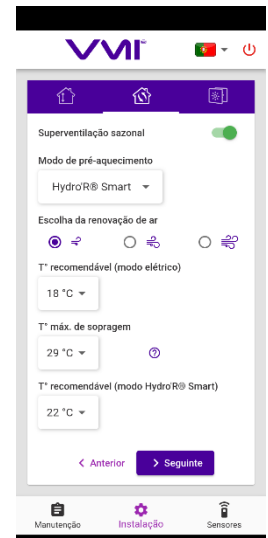 VMI®
Superventilação sazonal
Modo de pré-aquecimento
Hydro'R® Smart
Escolha da renovação de ar
T° recomendável (modo elétrico)
18 °C
T° máx. de sopragem
29 °C
T° recomendável (modo Hydro'R® Smart)
22 °C
Anterior Seguinte
Manutenção Instalação Sensores